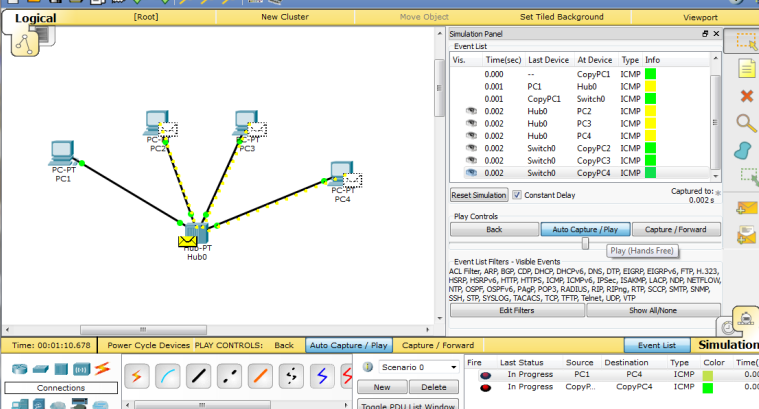 Logical
[Root]
New Cluster
Move Object
Set Tiled Background
Viewport
Simulation Panel
Event List
Vis. Time(sec) Last Device At Device Type Info
0.000 -- CopyPC1 ICMP
0.001 PC1 Hub0 ICMP
0.001 CopyPC1 Switch0 ICMP
0.002 Hub0 PC2 ICMP
0.002 Hub0 PC3 ICMP
0.002 Hub0 PC4 ICMP
0.002 Switch0 CopyPC2 ICMP
0.002 Switch0 CopyPC3 ICMP
0.002 Switch0 CopyPC4 ICMP
Reset Simulation Constant Delay Captured to: *
0.002 s
Play Controls
Back Auto Capture / Play Capture / Forward
Play (Hands Free)
Event List Filters - Visible Events
ACL Filter, ARP, BGP, CDP, DHCP, DHCPv6, DNS, DTP, EIGRP, EIGRPv6, FTP, H.323,
HSRP, HSRPv6, HTTP, HTTPS, ICMP, ICMPv6, IPSec, ISAKMP, LACP, NDP, NETFLOW,
NTP, OSPF, OSPFv6, PAgP, POP3, RADIUS, RIP, RIPng, RTP, SCCP, SMTP, SNMP,
SSH, STP, SYSLOG, TACACS, TCP, TFTP, Telnet, UDP, VTP
Edit Filters Show All/None
PC-PT
PC1
PC-PT
PC2
PC-PT
PC3
PC-PT
PC4
Hub-PT
Hub0
Time: 00:01:10.678 Power Cycle Devices PLAY CONTROLS: Back Auto Capture / Play Capture / Forward Event List Simulation
Connections
Scenario 0
New Delete
Toggle PDU List Window
Fire Last Status Source Destination Type Color Time(
In Progress PC1 PC4 ICMP 0.00
In Progress CopyP... CopyPC4 ICMP 0.00